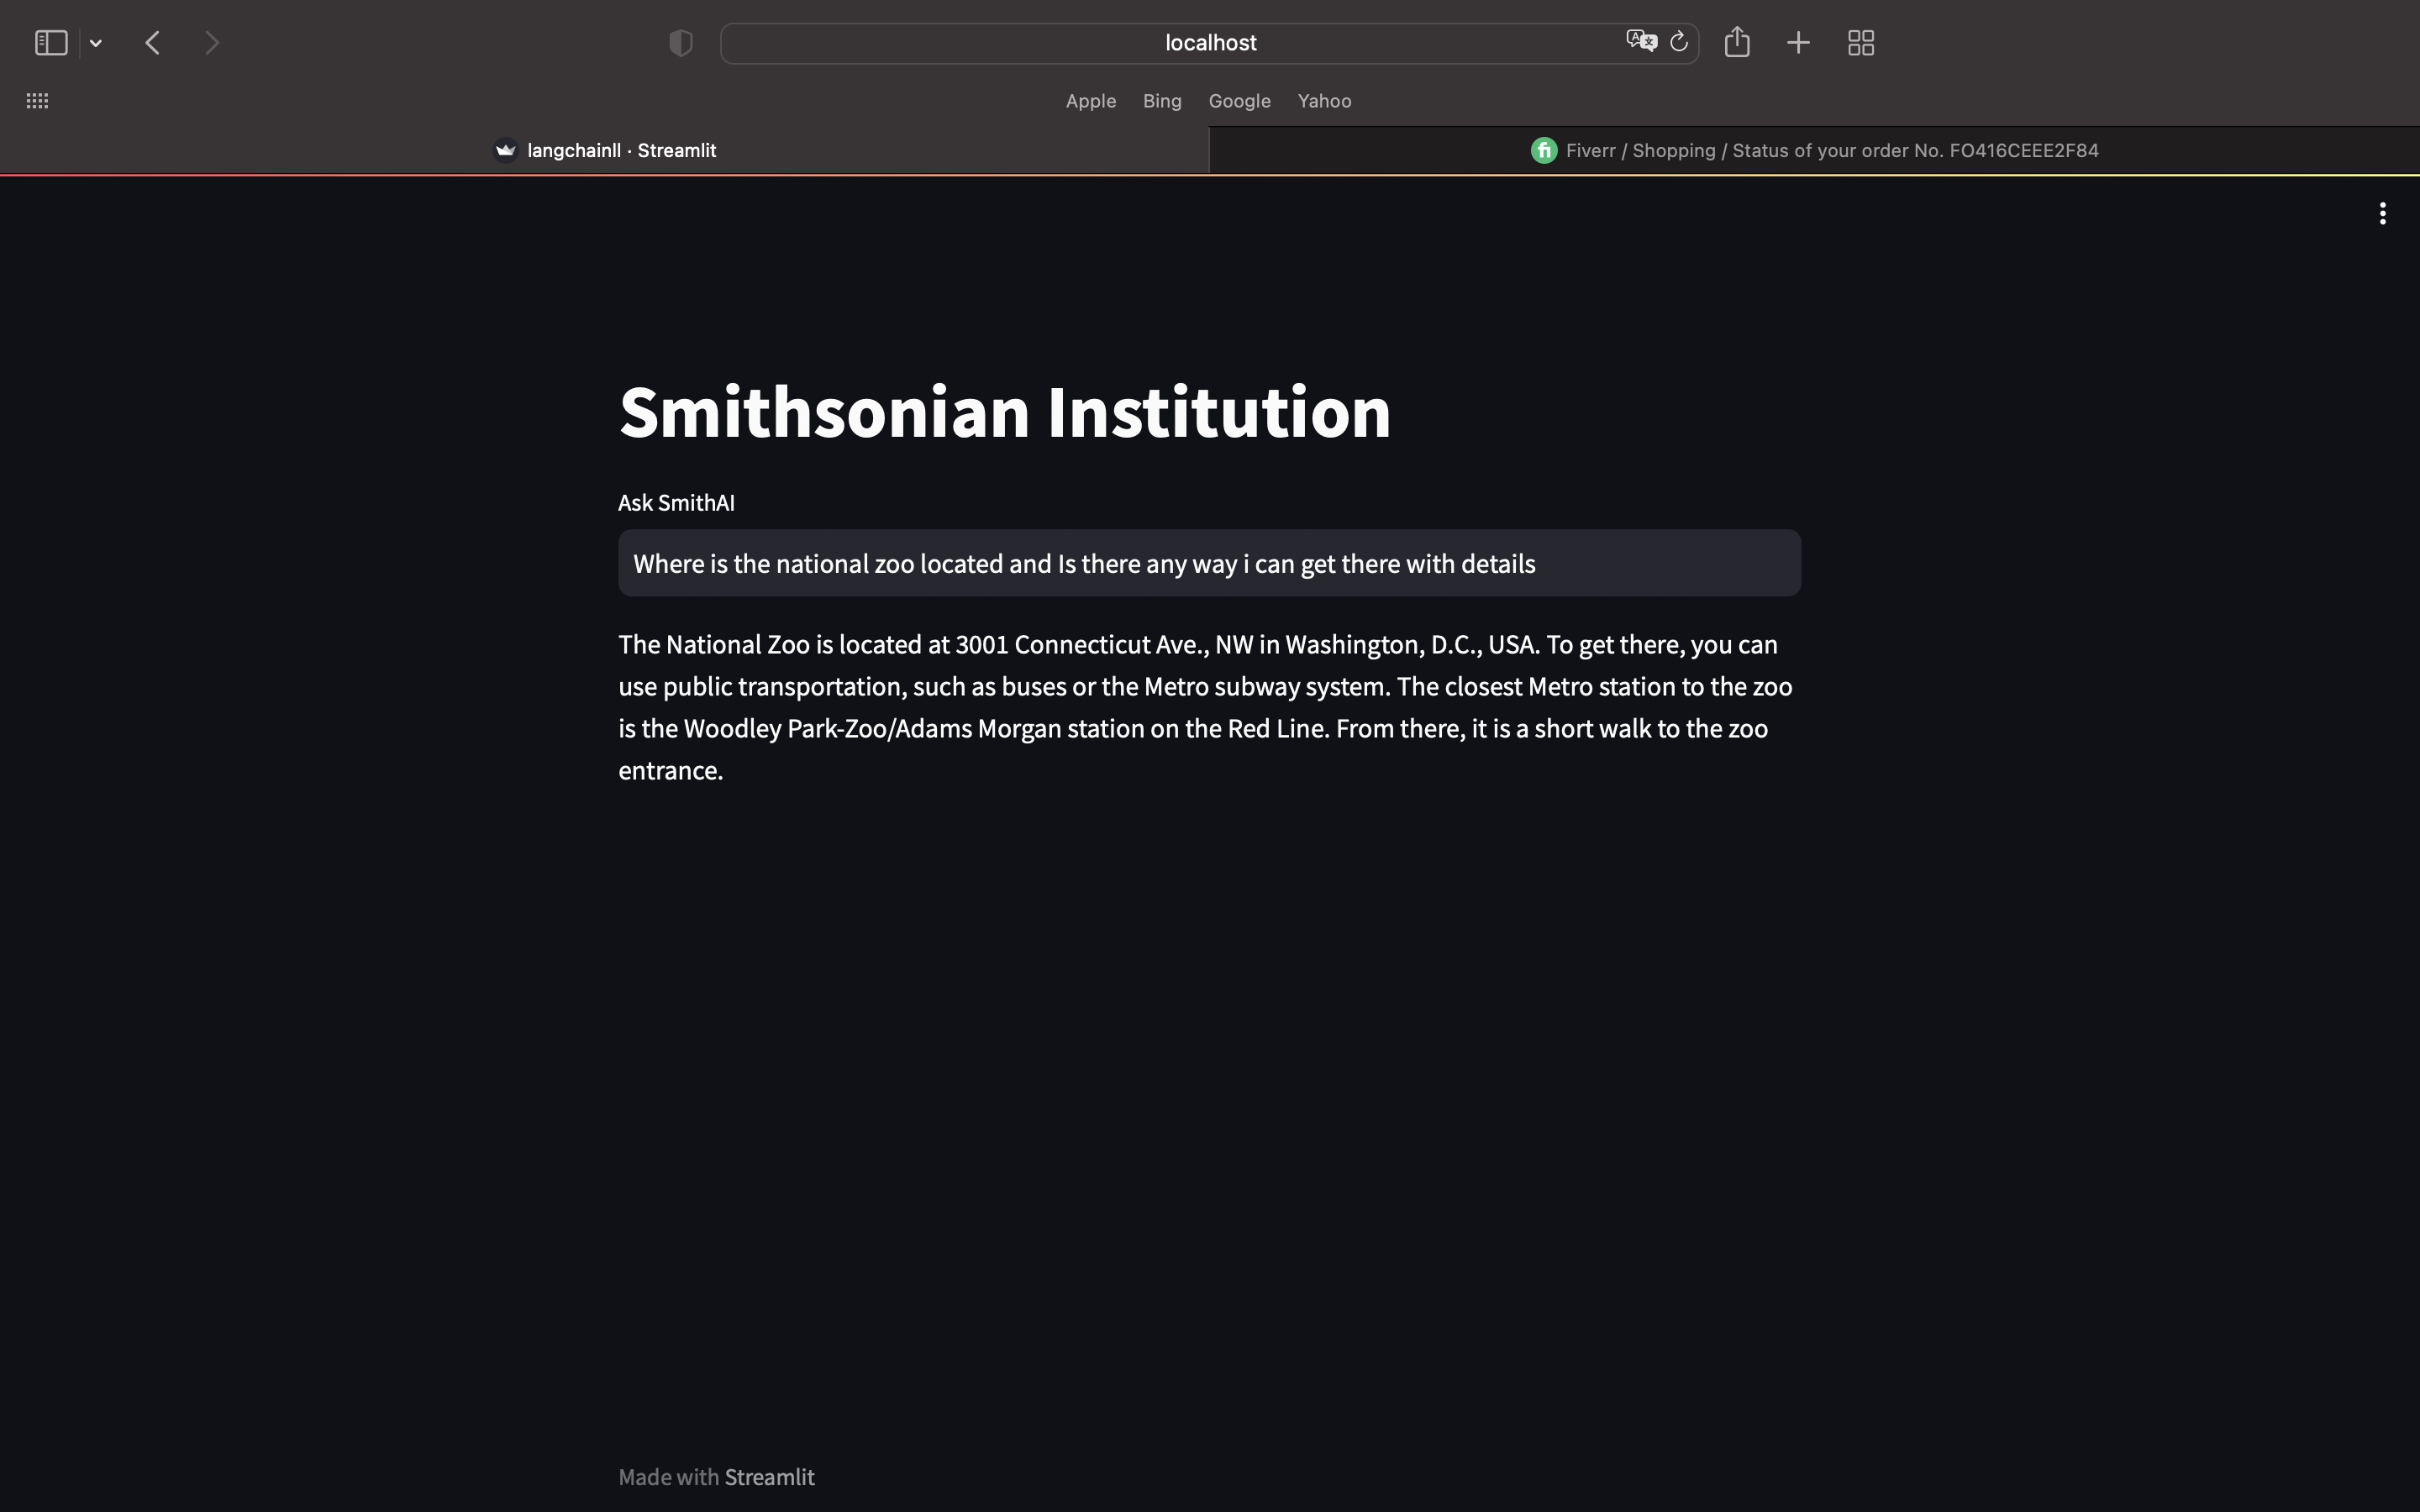 localhost
Apple Bing Google Yahoo
langchainll · Streamlit
fi Fiverr / Shopping / Status of your order No. FO416CEEE2F84
Smithsonian Institution
Ask SmithAI
Where is the national zoo located and Is there any way i can get there with details
The National Zoo is located at 3001 Connecticut Ave., NW in Washington, D.C., USA. To get there, you can
use public transportation, such as buses or the Metro subway system. The closest Metro station to the zoo
is the Woodley Park-Zoo/Adams Morgan station on the Red Line. From there, it is a short walk to the zoo
entrance.
Made with Streamlit